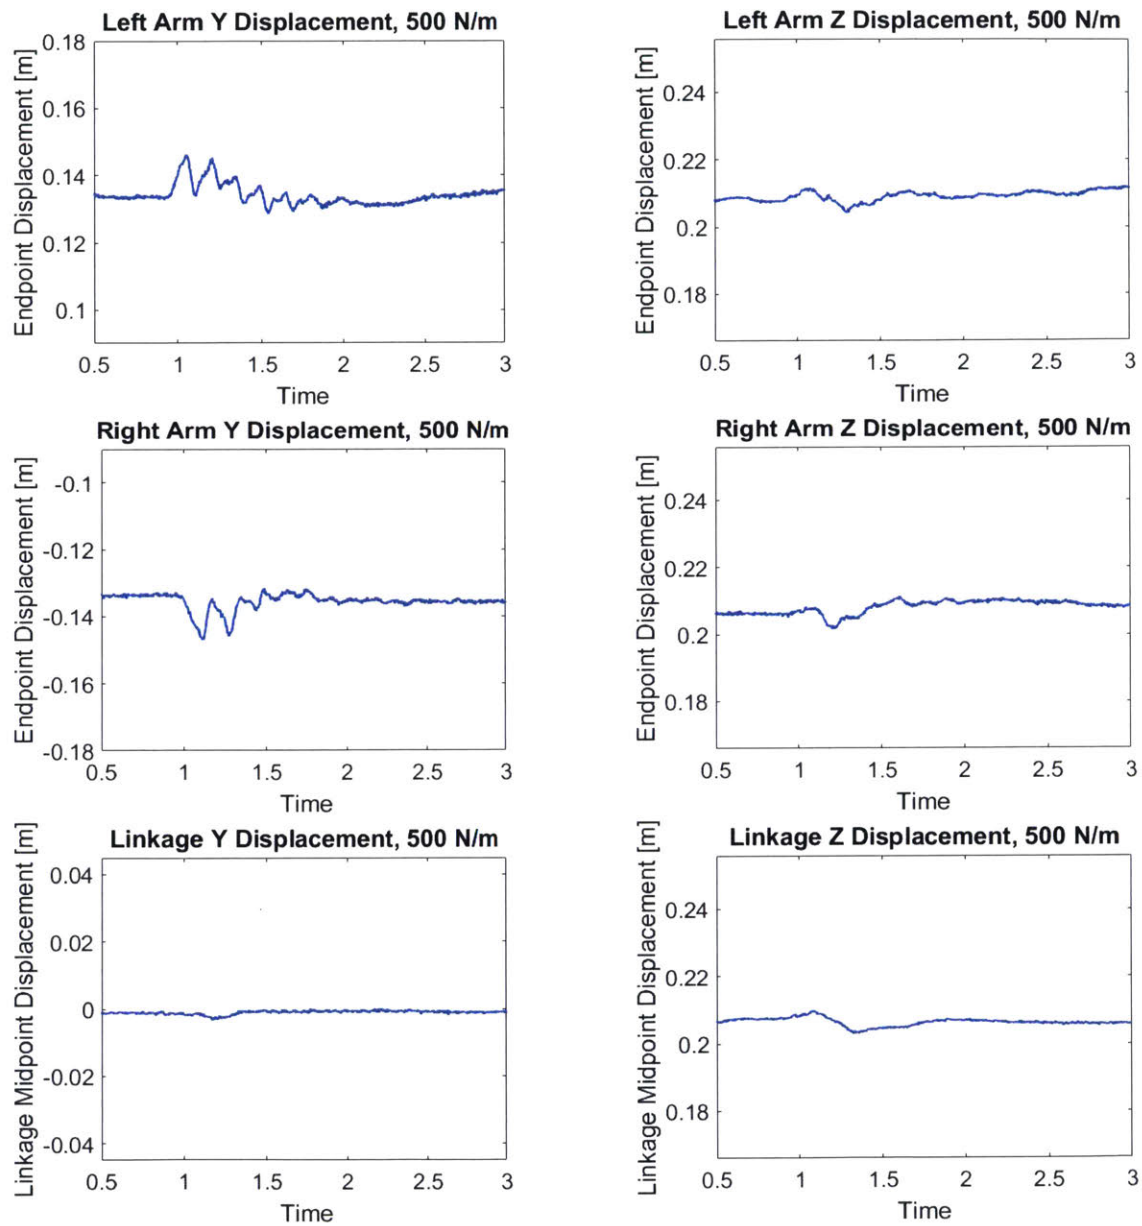 Left Arm Y Displacement, 500 N/m
Endpoint Displacement [m]
0.18
0.16
0.14
0.12
0.1
0.5 1 1.5 2 2.5 3
Time
Left Arm Z Displacement, 500 N/m
Endpoint Displacement [m]
0.24
0.22
0.2
0.18
0.5 1 1.5 2 2.5 3
Time
Right Arm Y Displacement, 500 N/m
Endpoint Displacement [m]
-0.1
-0.12
-0.14
-0.16
-0.18
0.5 1 1.5 2 2.5 3
Time
Right Arm Z Displacement, 500 N/m
Endpoint Displacement [m]
0.24
0.22
0.2
0.18
0.5 1 1.5 2 2.5 3
Time
Linkage Y Displacement, 500 N/m
Linkage Midpoint Displacement [m]
0.04
0.02
0
-0.02
-0.04
0.5 1 1.5 2 2.5 3
Time
Linkage Z Displacement, 500 N/m
Linkage Midpoint Displacement [m]
0.24
0.22
0.2
0.18
0.5 1 1.5 2 2.5 3
Time